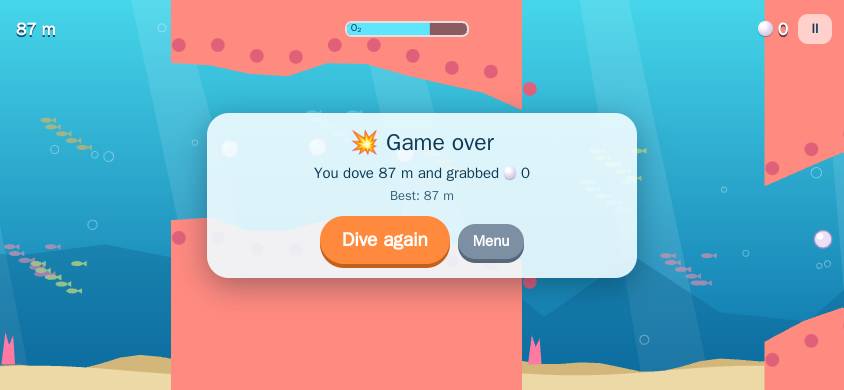 87 m
O₂
0
💥 Game over
You dove 87 m and grabbed 0
Best: 87 m
Dive again
Menu